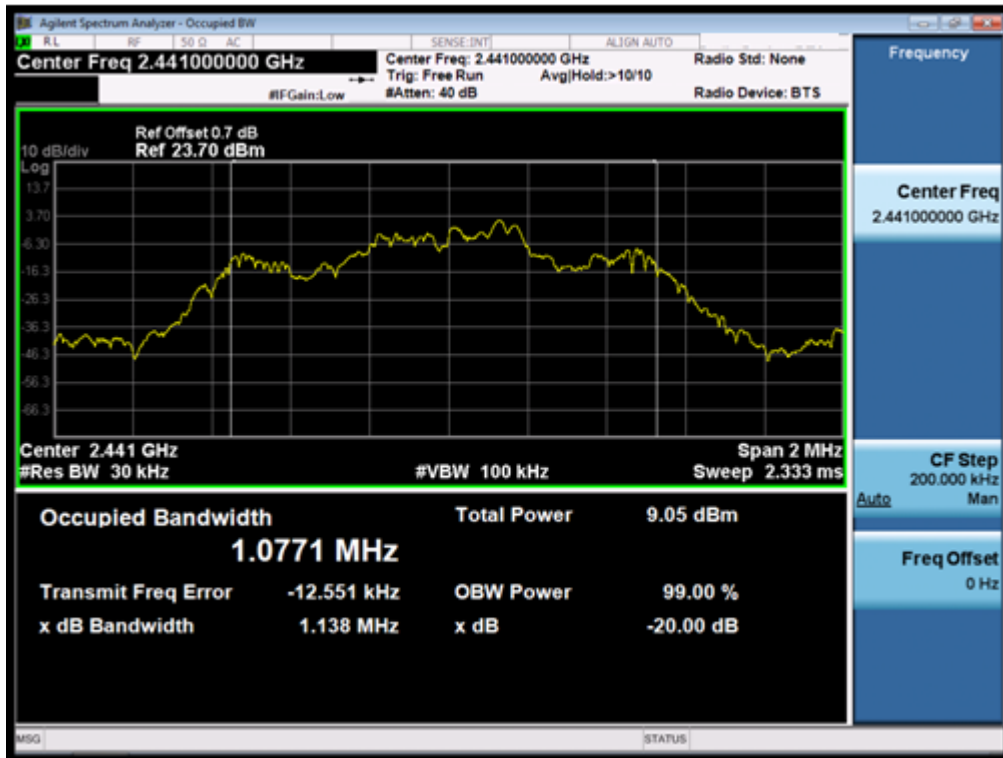 Agilent Spectrum Analyzer - Occupied BW
RL RF 50 Ω AC SENSE:INT ALIGN AUTO
Center Freq 2.441000000 GHz
Center Freq: 2.441000000 GHz Radio Std: None
Trig: Free Run Avg|Hold:>10/10
#IFGain:Low #Atten: 40 dB Radio Device: BTS
Ref Offset 0.7 dB
10 dB/div Ref 23.70 dBm
Log
13.7
3.70
-6.30
-16.3
-26.3
-36.3
-46.3
-56.3
-66.3
Center 2.441 GHz Span 2 MHz
#Res BW 30 kHz #VBW 100 kHz Sweep 2.333 ms
Occupied Bandwidth Total Power 9.05 dBm
1.0771 MHz
Transmit Freq Error -12.551 kHz OBW Power 99.00 %
x dB Bandwidth 1.138 MHz x dB -20.00 dB
MSG STATUS
Frequency
Center Freq
2.441000000 GHz
CF Step
200.000 kHz
Auto Man
Freq Offset
0 Hz